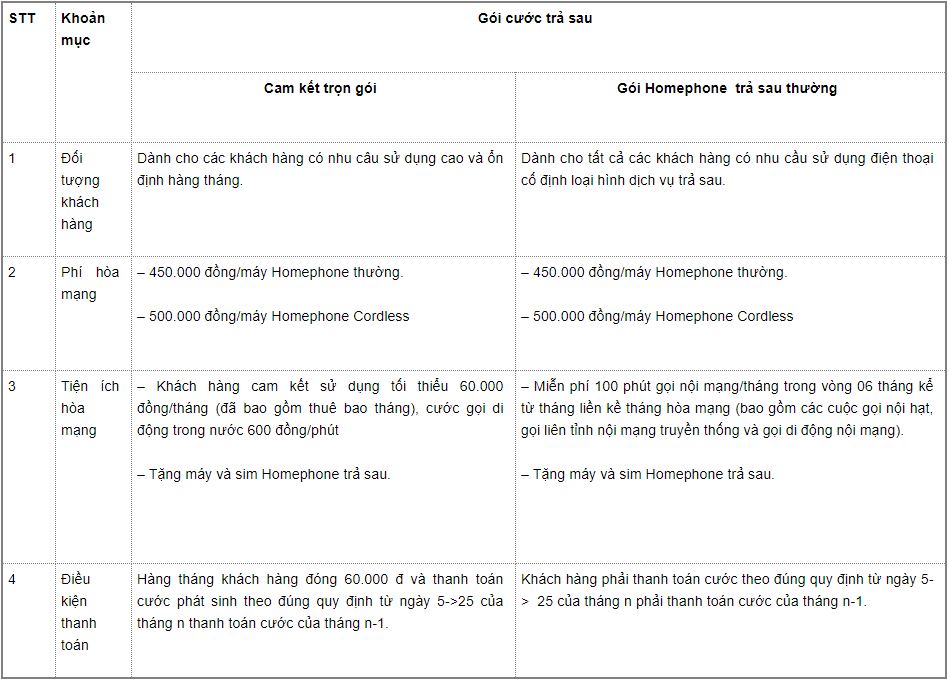 STT
Khoản
mục
Gói cước trả sau
Cam kết trọn gói
Gói Homephone  trả sau thường
1
Đối
tượng
khách
hàng
Dành cho các khách hàng có nhu câu sử dụng cao và ổn
định hàng tháng.
Dành cho tất cả các khách hàng có nhu cầu sử dụng điện thoại
cố định loại hình dịch vụ trả sau.
2
Phí hòa
mạng
– 450.000 đồng/máy Homephone thường.
– 500.000 đồng/máy Homephone Cordless
– 450.000 đồng/máy Homephone thường.
– 500.000 đồng/máy Homephone Cordless
3
Tiện ích
hòa
mạng
– Khách hàng cam kết sử dụng tối thiểu 60.000
đồng/tháng (đã bao gồm thuê bao tháng), cước gọi di
động trong nước 600 đồng/phút
– Tặng máy và sim Homephone trả sau.
– Miễn phí 100 phút gọi nội mạng/tháng trong vòng 06 tháng kể
từ tháng liền kề tháng hòa mạng (bao gồm các cuộc gọi nội hạt,
gọi liên tỉnh nội mạng truyền thống và gọi di động nội mạng).
– Tặng máy và sim Homephone trả sau.
4
Điều
kiện
thanh
toán
Hàng tháng khách hàng đóng 60.000 đ và thanh toán
cước phát sinh theo đúng quy định từ ngày 5->25 của
tháng n thanh toán cước của tháng n-1.
Khách hàng phải thanh toán cước theo đúng quy định từ ngày 5-
>  25 của tháng n phải thanh toán cước của tháng n-1.